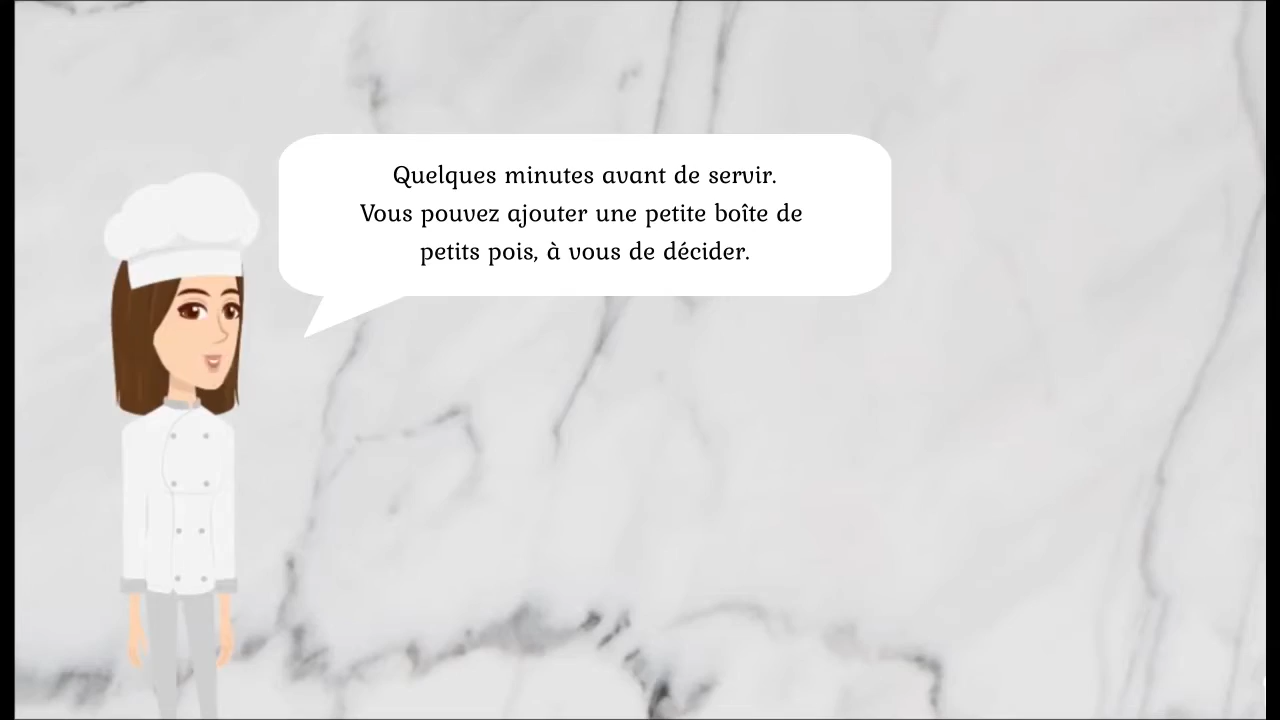 Quelques minutes avant de servir.
Vous pouvez ajouter une petite boîte de
petits pois, à vous de décider.